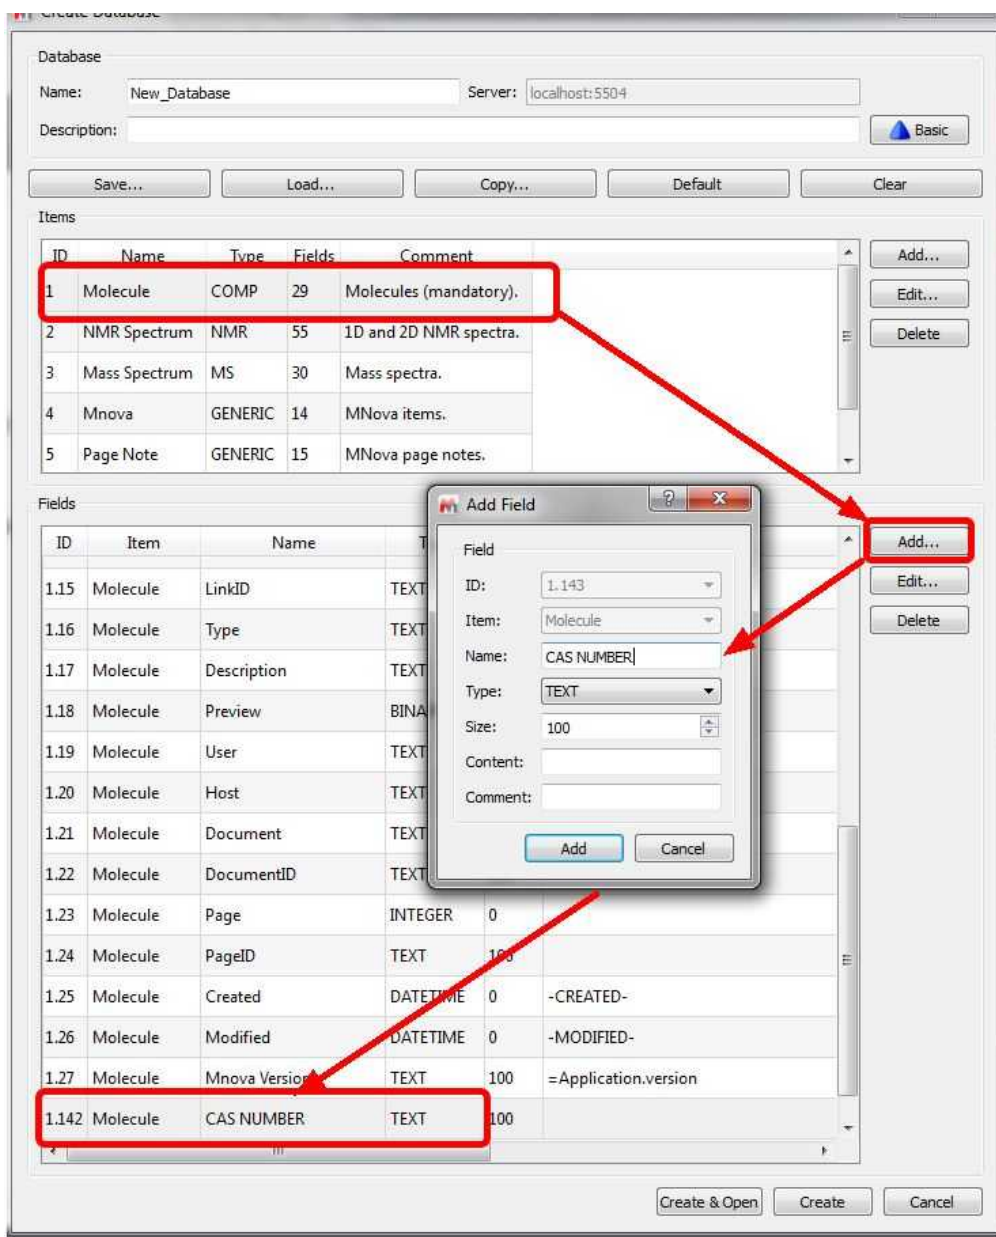 Create Database
Database
Name: New_Database Server: localhost:5504
Description: Basic
Save... Load... Copy... Default Clear
Items
ID Name Type Fields Comment Add...
1 Molecule COMP 29 Molecules (mandatory). Edit...
2 NMR Spectrum NMR 55 1D and 2D NMR spectra. Delete
3 Mass Spectrum MS 30 Mass spectra.
4 Mnova GENERIC 14 MNova items.
5 Page Note GENERIC 15 MNova page notes.
Fields
Add Field
ID Item Name T Add...
Field
1.15 Molecule LinkID TEXT Edit...
ID: 1.143
1.16 Molecule Type TEXT Delete
Item: Molecule
1.17 Molecule Description TEXT
Name: CAS NUMBER
1.18 Molecule Preview BINA
Type: TEXT
1.19 Molecule User TEXT
Size: 100
1.20 Molecule Host TEXT
Content:
Comment:
1.21 Molecule Document TEXT
Add Cancel
1.22 Molecule DocumentID TEXT
1.23 Molecule Page INTEGER 0
1.24 Molecule PageID TEXT 100
1.25 Molecule Created DATETIME 0 -CREATED-
1.26 Molecule Modified DATETIME 0 -MODIFIED-
1.27 Molecule Mnova Version TEXT 100 =Application.version
1.142 Molecule CAS NUMBER TEXT 100
Create & Open Create Cancel